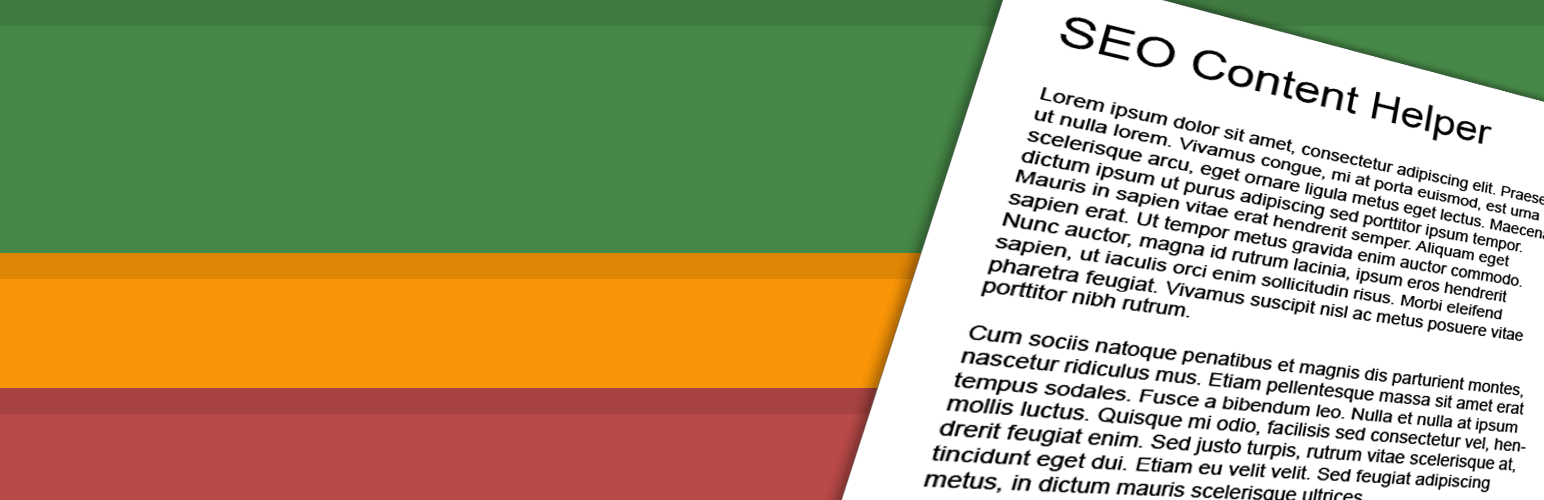 SEO Content Helper
Lorem ipsum dolor sit amet, consectetur adipiscing elit. Praese
ut nulla lorem. Vivamus congue, mi at porta euismod, est urna
scelerisque arcu, eget ornare ligula metus eget lectus. Maecena
dictum ipsum ut purus adipiscing sed porttitor ipsum tempor.
Mauris in sapien vitae erat hendrerit semper. Aliquam eget
sapien erat. Ut tempor metus gravida enim auctor commodo.
Nunc auctor, magna id rutrum lacinia, ipsum eros hendrerit
sapien, ut iaculis orci enim sollicitudin risus. Morbi eleifend
pharetra feugiat. Vivamus suscipit nisl ac metus posuere vitae
porttitor nibh rutrum.
Cum sociis natoque penatibus et magnis dis parturient montes,
nascetur ridiculus mus. Etiam pellentesque massa sit amet erat
tempus sodales. Fusce a bibendum leo. Nulla et nulla at ipsum
mollis luctus. Quisque mi odio, facilisis sed consectetur vel, hen-
drerit feugiat enim. Sed justo turpis, rutrum vitae scelerisque at,
tincidunt eget dui. Etiam eu velit velit. Sed feugiat adipiscing
metus, in dictum mauris scelerisque ultrices